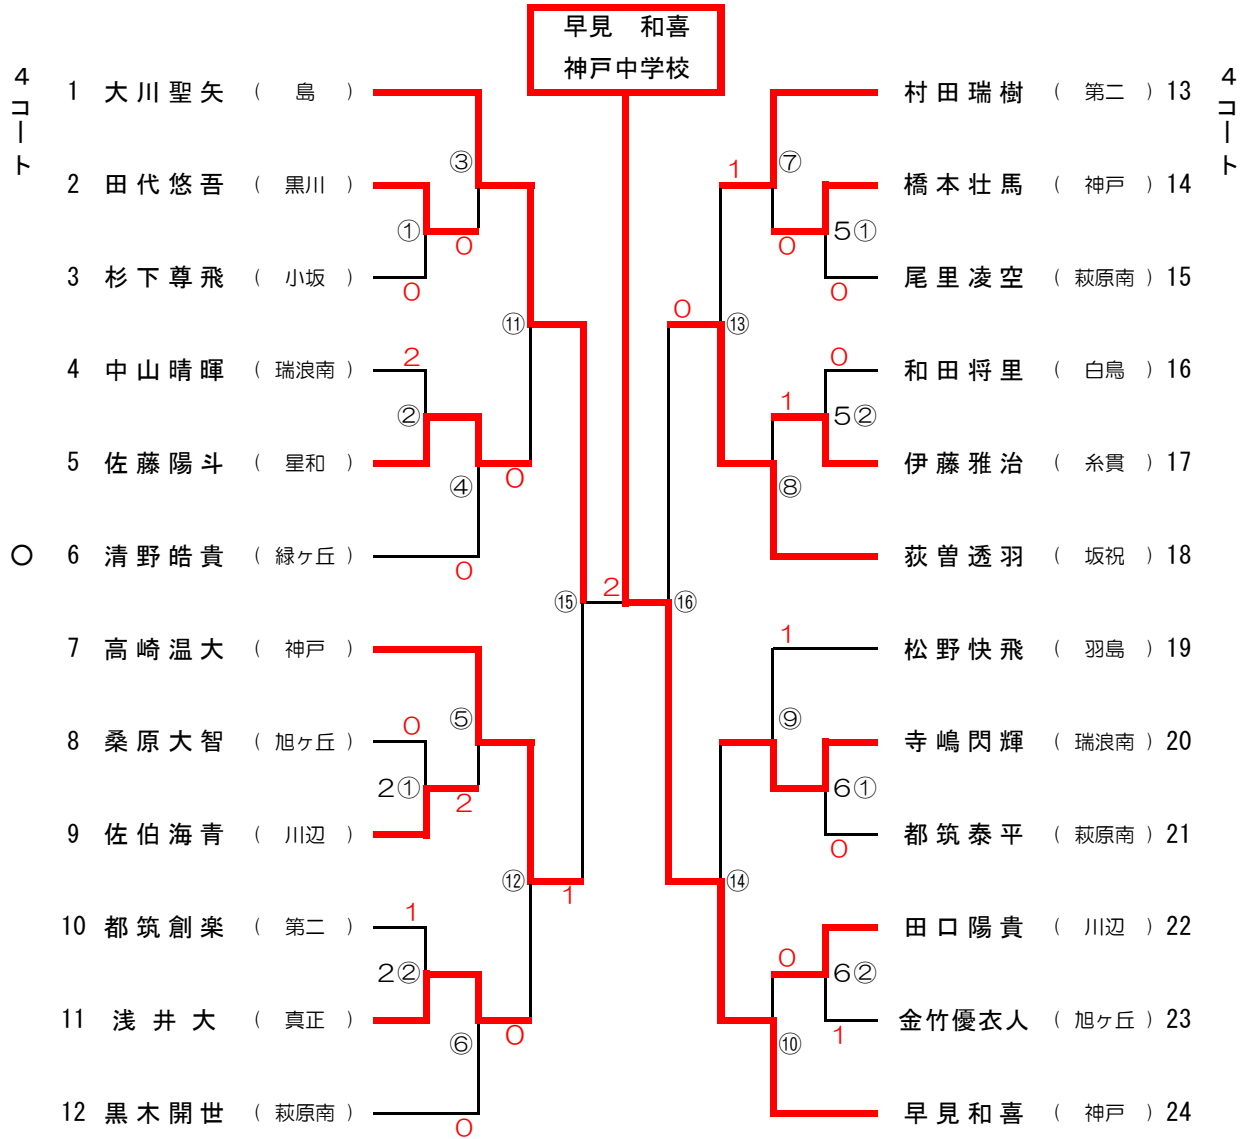 早見　和喜
神戸中学校
4コート
1 大川聖矢 （ 島 ）
③
2 田代悠吾 （ 黒川 ）
①
0
3 杉下尊飛 （ 小坂 ）
0
⑪
4 中山晴暉 （ 瑞浪南 ）
2
②
5 佐藤陽斗 （ 星和 ）
④
0
○ 6 清野皓貴 （ 緑ヶ丘 ）
0
⑮
2
7 高崎温大 （ 神戸 ）
⑤
8 桑原大智 （ 旭ヶ丘 ）
0
2①
2
9 佐伯海青 （ 川辺 ）
⑫
1
10 都筑創楽 （ 第二 ）
1
2②
11 浅井大 （ 真正 ）
⑥
0
12 黒木開世 （ 萩原南 ）
0
4コート
村田瑞樹 （ 第二 ） 13
⑦
1
橋本壮馬 （ 神戸 ） 14
5①
0
尾里凌空 （ 萩原南 ） 15
0
0
⑬
和田将里 （ 白鳥 ） 16
0
1
5②
伊藤雅治 （ 糸貫 ） 17
⑧
荻曽透羽 （ 坂祝 ） 18
⑯
松野快飛 （ 羽島 ） 19
1
⑨
寺嶋閃輝 （ 瑞浪南 ） 20
6①
都筑泰平 （ 萩原南 ） 21
0
⑭
田口陽貴 （ 川辺 ） 22
0
6②
金竹優衣人 （ 旭ヶ丘 ） 23
1
⑩
早見和喜 （ 神戸 ） 24